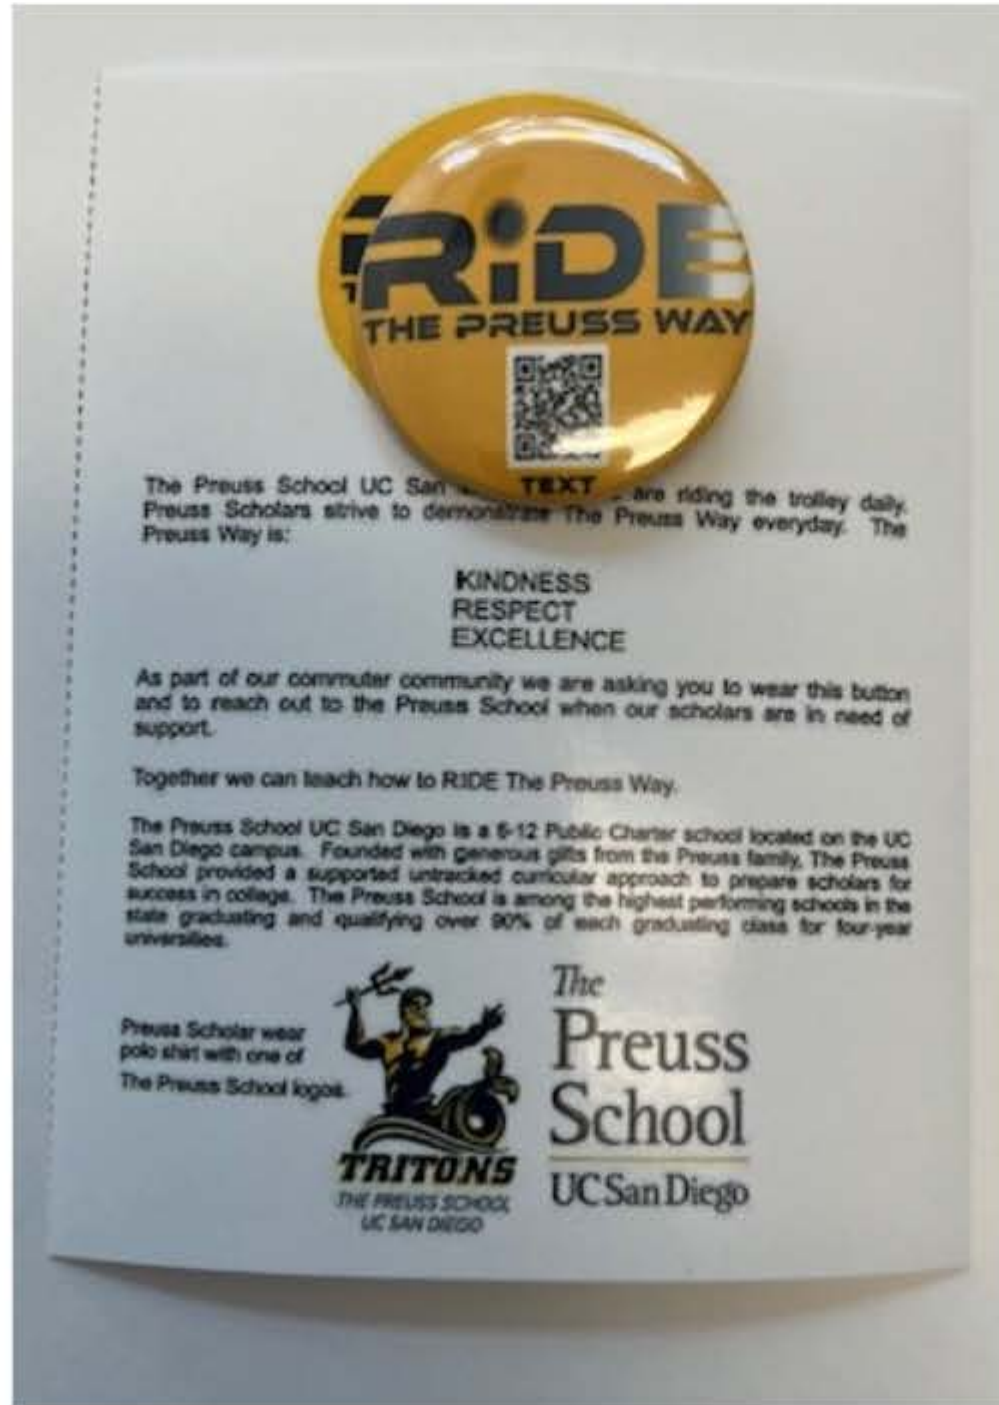 RiDE
THE PREUSS WAY
TEXT
The Preuss School UC San are riding the trolley daily.
Preuss Scholars strive to demonstrate The Preuss Way everyday. The
Preuss Way is:
KINDNESS
RESPECT
EXCELLENCE
As part of our commuter community we are asking you to wear this button
and to reach out to the Preuss School when our scholars are in need of
support.
Together we can teach how to RIDE The Preuss Way.
The Preuss School UC San Diego is a 6-12 Public Charter school located on the UC
San Diego campus. Founded with generous gifts from the Preuss family, The Preuss
School provided a supported untracked curricular approach to prepare scholars for
success in college. The Preuss School is among the highest performing schools in the
state graduating and qualifying over 90% of each graduating class for four-year
universities.
Preuss Scholar wear
polo shirt with one of
The Preuss School logos.
TRITONS
THE PREUSS SCHOOL
UC SAN DIEGO
The
Preuss
School
UC San Diego